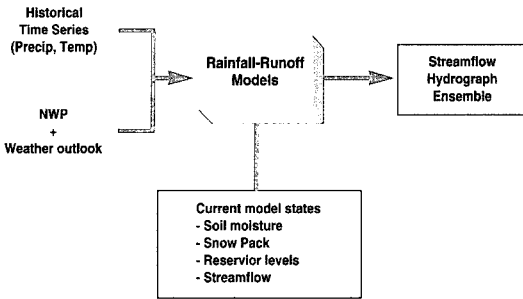 Historical
Time Series
(Precip, Temp)
NWP
+
Weather outlook
Rainfall-Runoff
Models
Streamflow
Hydrograph
Ensemble
Current model states
- Soil moisture
- Snow Pack
- Reservior levels
- Streamflow